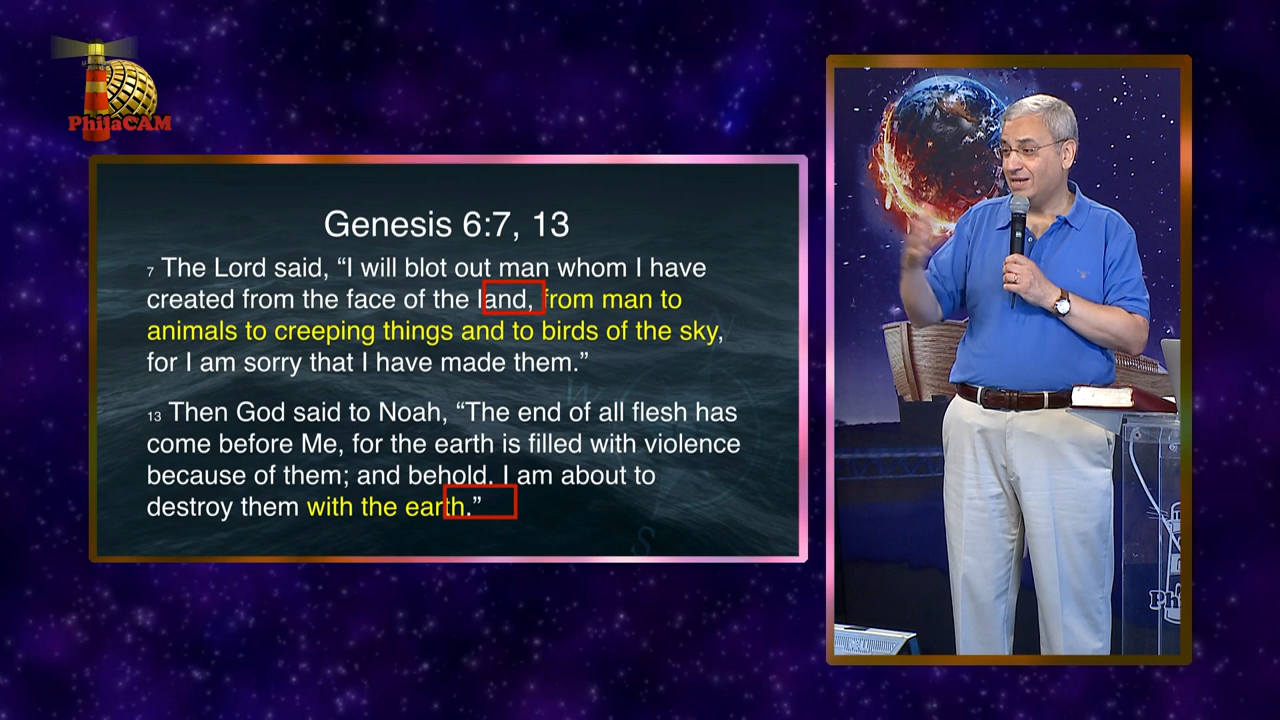 PhilaCAM
Genesis 6:7, 13
7 The Lord said, “I will blot out man whom I have
created from the face of the land, from man to
animals to creeping things and to birds of the sky,
for I am sorry that I have made them.”
13 Then God said to Noah, “The end of all flesh has
come before Me, for the earth is filled with violence
because of them; and behold. I am about to
destroy them with the earth.”
N
S
Ph